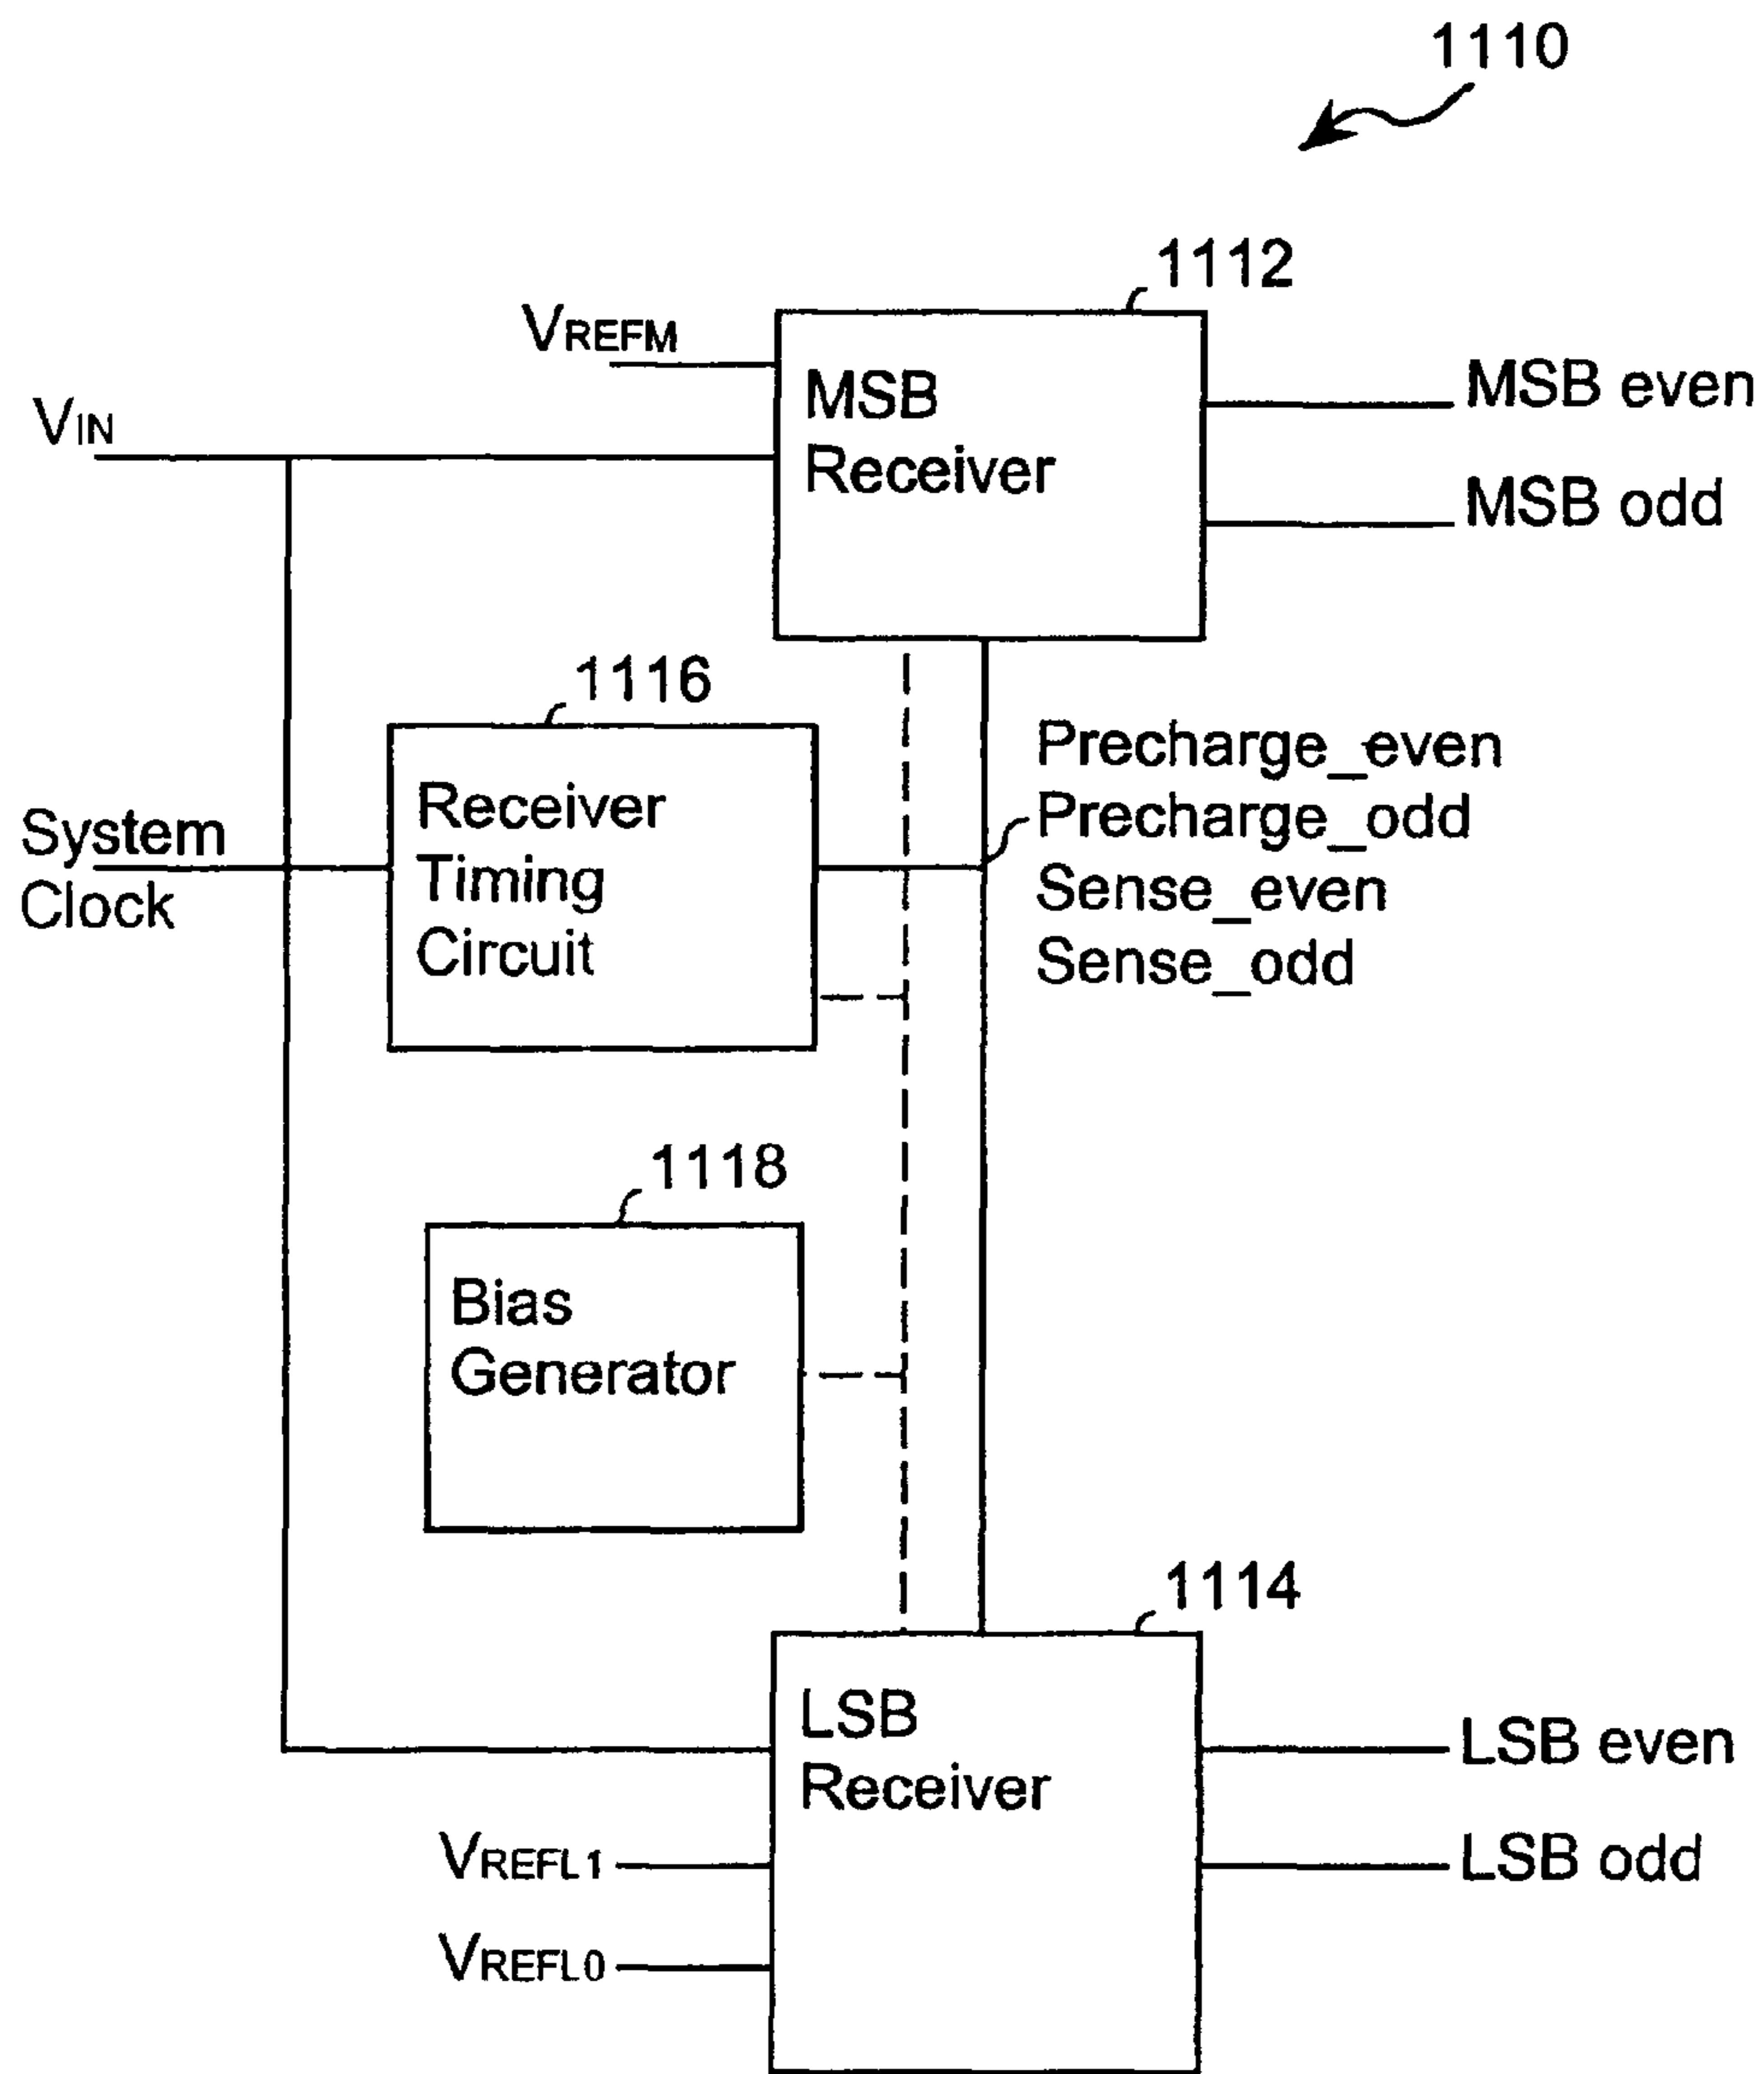 1110
1112
VREFM
MSB
Receiver
MSB even
MSB odd
VIN
1116
Receiver
Timing
Circuit
System
Clock
Precharge_even
Precharge_odd
Sense_even
Sense_odd
1118
Bias
Generator
1114
LSB
Receiver
LSB even
LSB odd
VREFL1
VREFL0